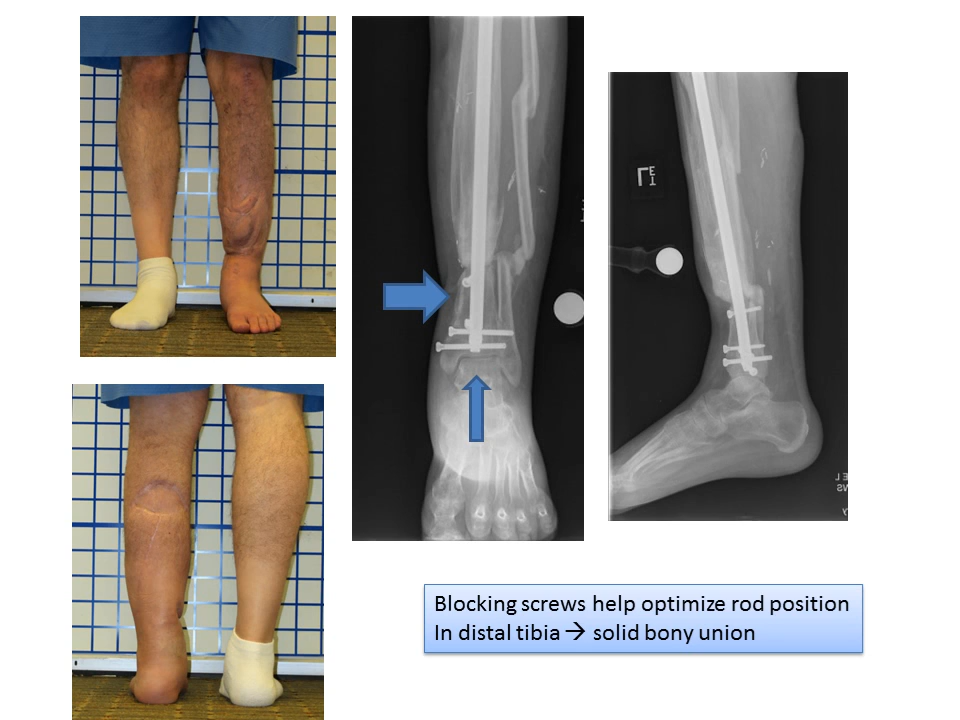 Blocking screws help optimize rod position
In distal tibia → solid bony union